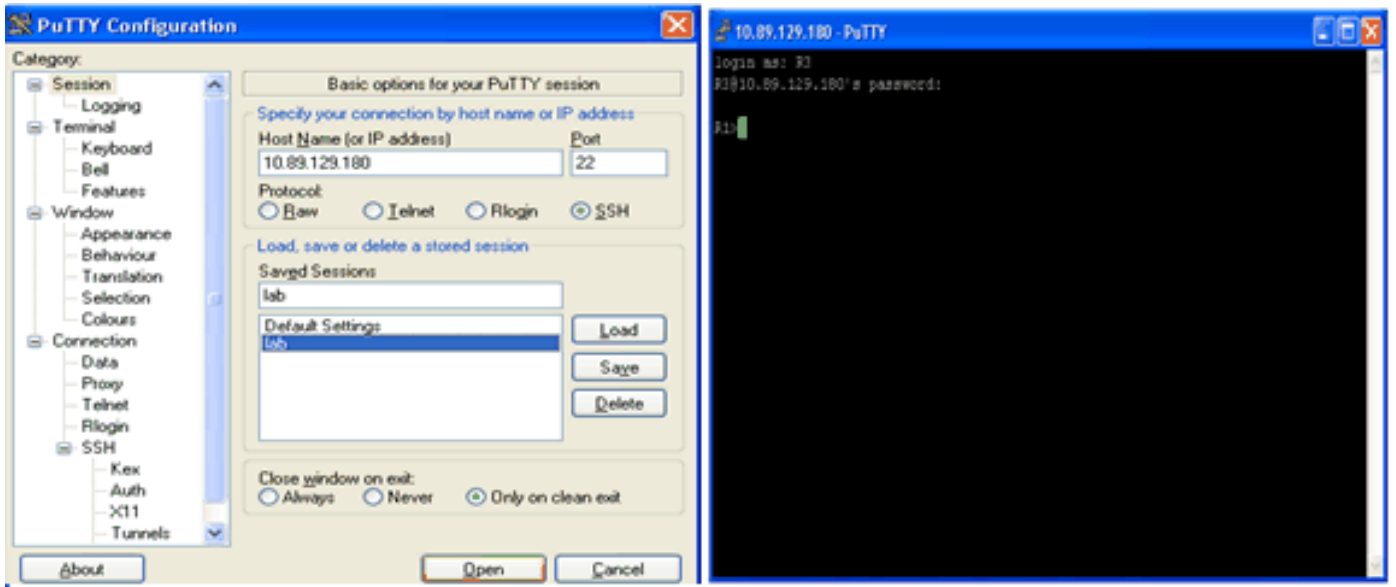 PuTTY Configuration
Category:
Session
Logging
Terminal
Keyboard
Bell
Features
Window
Appearance
Behaviour
Translation
Selection
Colours
Connection
Data
Proxy
Telnet
Rlogin
SSH
Kex
Auth
X11
Tunnels
Basic options for your PuTTY session
Specify your connection by host name or IP address
Host Name (or IP address)
Port
10.89.129.180
22
Protocol:
Raw Telnet Rlogin SSH
Load, save or delete a stored session
Saved Sessions
lab
Default Settings
lab
Load
Save
Delete
Close window on exit:
Always Never Only on clean exit
About
Open
Cancel
10.89.129.180 - PuTTY
login as: R3
R3@10.89.129.180's password:
R1>